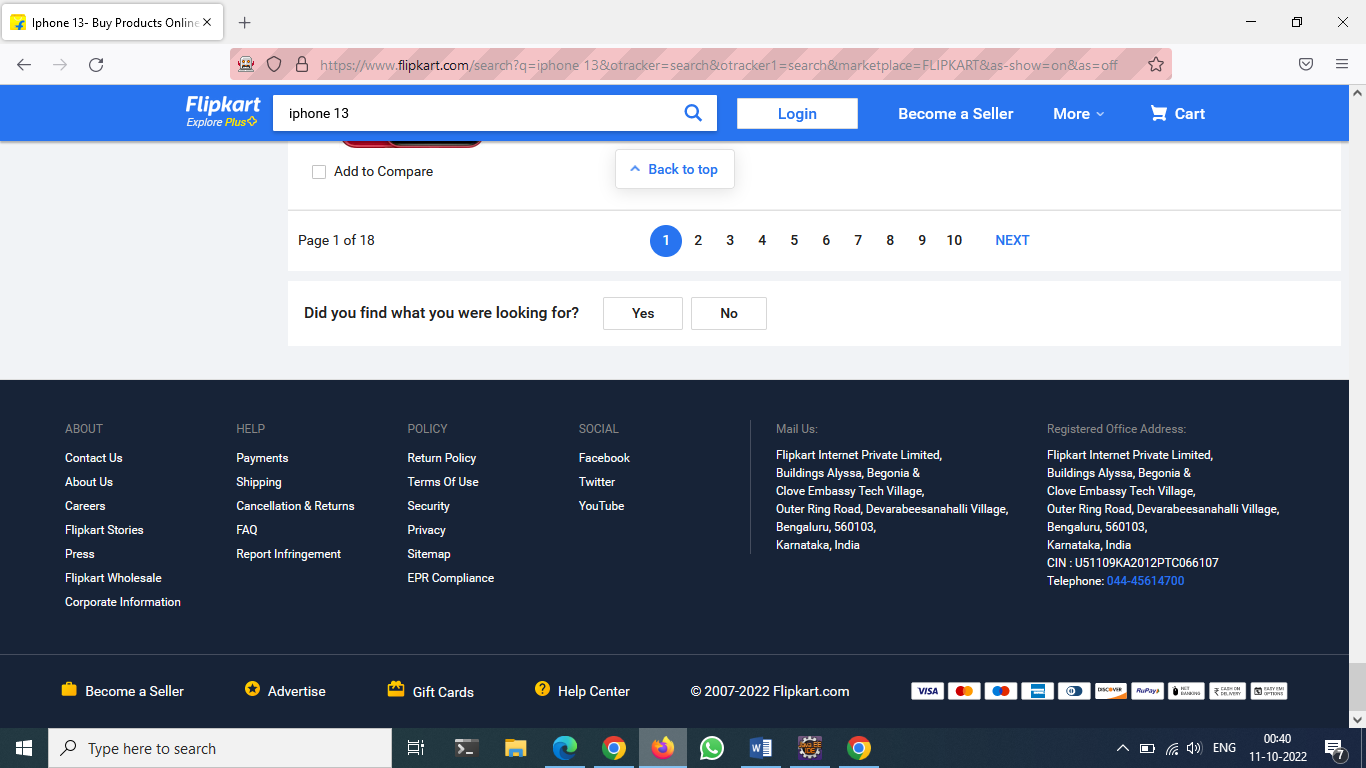 Iphone 13- Buy Products Online
https://www.flipkart.com/search?q=iphone 13&otracker=search&otracker1=search&marketplace=FLIPKART&as-show=on&as=off
Flipkart
Explore Plus
iphone 13
Login
Become a Seller
More
Cart
Add to Compare
Back to top
Page 1 of 18
1 2 3 4 5 6 7 8 9 10 NEXT
Did you find what you were looking for?
Yes
No
ABOUT
Contact Us
About Us
Careers
Flipkart Stories
Press
Flipkart Wholesale
Corporate Information
HELP
Payments
Shipping
Cancellation & Returns
FAQ
Report Infringement
POLICY
Return Policy
Terms Of Use
Security
Privacy
Sitemap
EPR Compliance
SOCIAL
Facebook
Twitter
YouTube
Mail Us:
Flipkart Internet Private Limited,
Buildings Alyssa, Begonia &
Clove Embassy Tech Village,
Outer Ring Road, Devarabeesanahalli Village,
Bengaluru, 560103,
Karnataka, India
Registered Office Address:
Flipkart Internet Private Limited,
Buildings Alyssa, Begonia &
Clove Embassy Tech Village,
Outer Ring Road, Devarabeesanahalli Village,
Bengaluru, 560103,
Karnataka, India
CIN : U51109KA2012PTC066107
Telephone: 044-45614700
Become a Seller
Advertise
Gift Cards
Help Center
© 2007-2022 Flipkart.com
VISA
DISCOVER
RuPay
NET BANKING
CASH ON DELIVERY
EASY EMI OPTIONS
Type here to search
ENG
00:40
11-10-2022
7